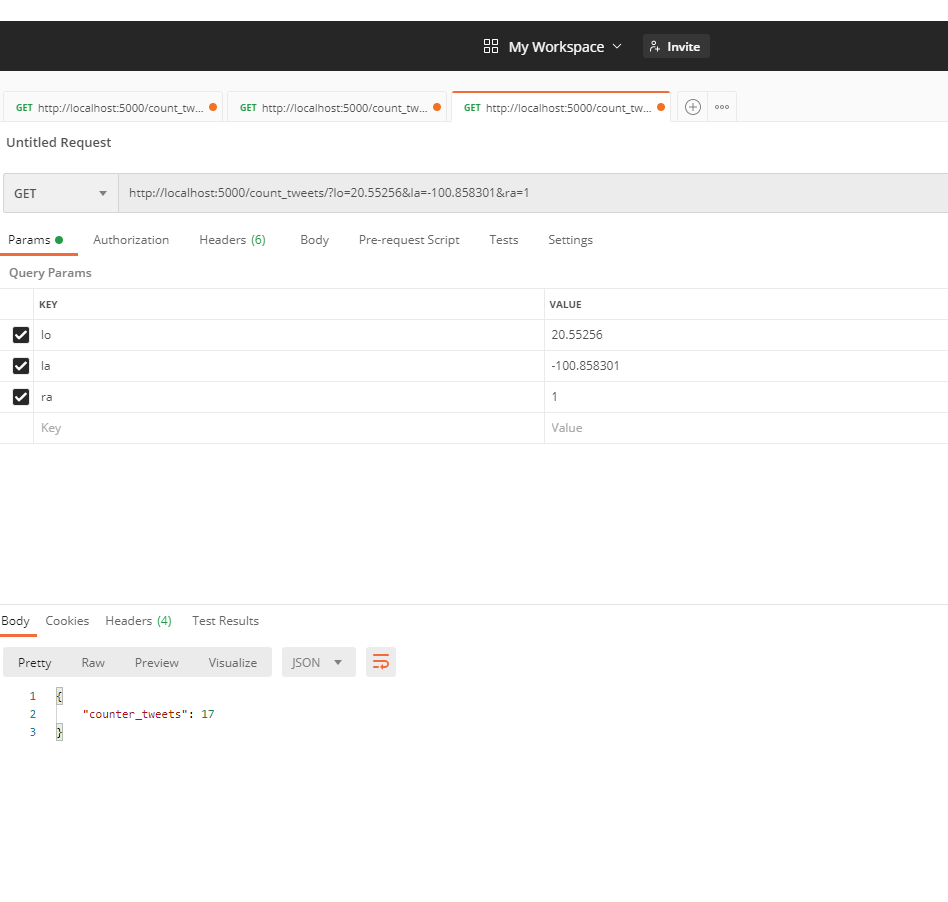 My Workspace Invite
GET http://localhost:5000/count_tw... GET http://localhost:5000/count_tw... GET http://localhost:5000/count_tw...
Untitled Request
GET http://localhost:5000/count_tweets/?lo=20.55256&la=-100.858301&ra=1
Params Authorization Headers (6) Body Pre-request Script Tests Settings
Query Params
KEY VALUE
lo 20.55256
la -100.858301
ra 1
Key Value
Body Cookies Headers (4) Test Results
Pretty Raw Preview Visualize JSON
1 {
2 "counter_tweets": 17
3 }